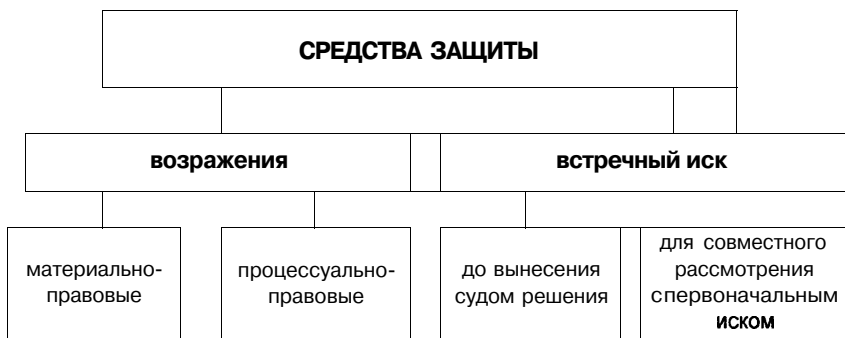 СРЕДСТВА ЗАЩИТЫ
возражения
встречный иск
материально-
правовые
процессуально-
правовые
до вынесения
судом решения
для совместного
рассмотрения
спервоначальным
иском